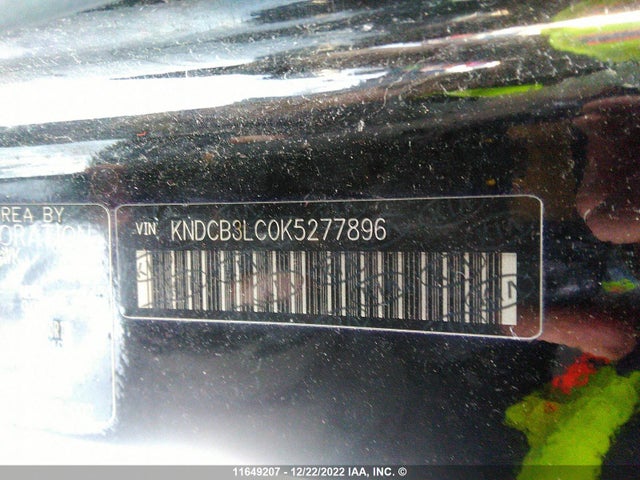 REA BY
ORATION
VIN KNDCB3LC0K5277896
11649207 - 12/22/2022 IAA, INC. ©